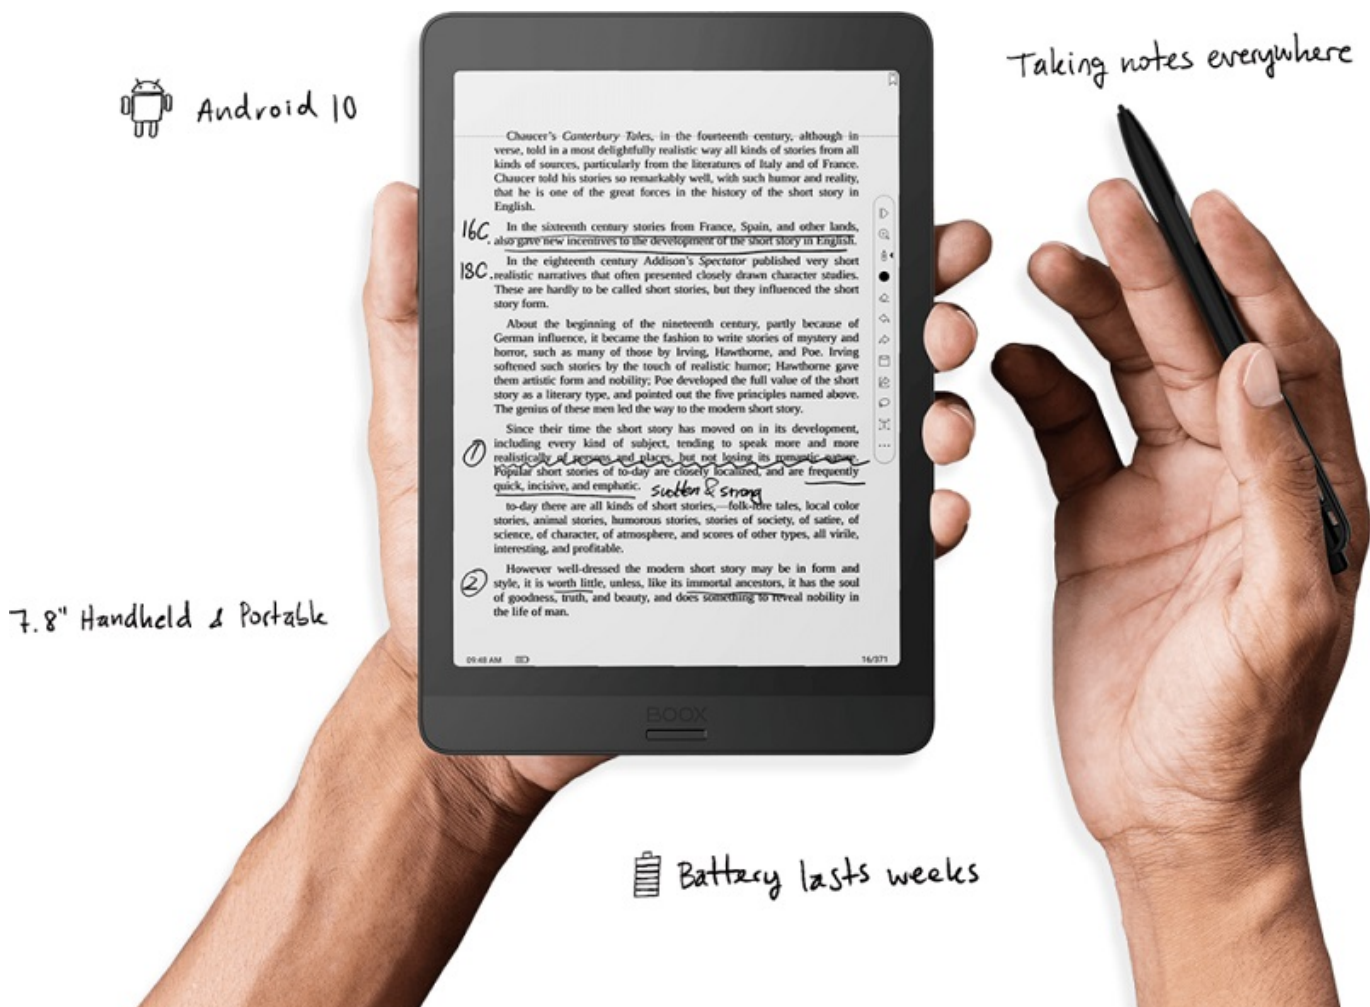 Taking notes everywhere
Android 10
Chaucer's Canterbury Tales, in the fourteenth century, although in
verse, told in a most delightfully realistic way all kinds of stories from all
kinds of sources, particularly from the literatures of Italy and of France.
Chaucer told his stories so remarkably well, with such humor and reality,
that he is one of the great forces in the history of the short story in
English.
16C. In the sixteenth century stories from France, Spain, and other lands,
also gave new incentives to the development of the short story in English.
18C. In the eighteenth century Addison's Spectator published very short
realistic narratives that often presented closely drawn character studies.
These are hardly to be called short stories, but they influenced the short
story form.
About the beginning of the nineteenth century, partly because of
German influence, it became the fashion to write stories of mystery and
horror, such as many of those by Irving, Hawthorne, and Poe. Irving
softened such stories by the touch of realistic humor; Hawthorne gave
them artistic form and nobility; Poe developed the full value of the short
story as a literary type, and pointed out the five principles named above.
The genius of these men led the way to the modern short story.
Since their time the short story has moved on in its development,
including every kind of subject, tending to speak more and more
1 realistically of persons and places, but not losing its romantic nature.
Popular short stories of to-day are closely localized, and are frequently
quick, incisive, and emphatic. & strong
to-day there are all kinds of short stories,—folk-lore tales, local color
stories, animal stories, humorous stories, stories of society, of satire, of
science, of character, of atmosphere, and scores of other types, all virile,
interesting, and profitable.
However well-dressed the modern short story may be in form and
2 style, it is worth little, unless, like its immortal ancestors, it has the soul
of goodness, truth, and beauty, and does something to reveal nobility in
the life of man.
09:48 AM
16/371
BOOX
7.8" Handheld & Portable
Battery lasts weeks